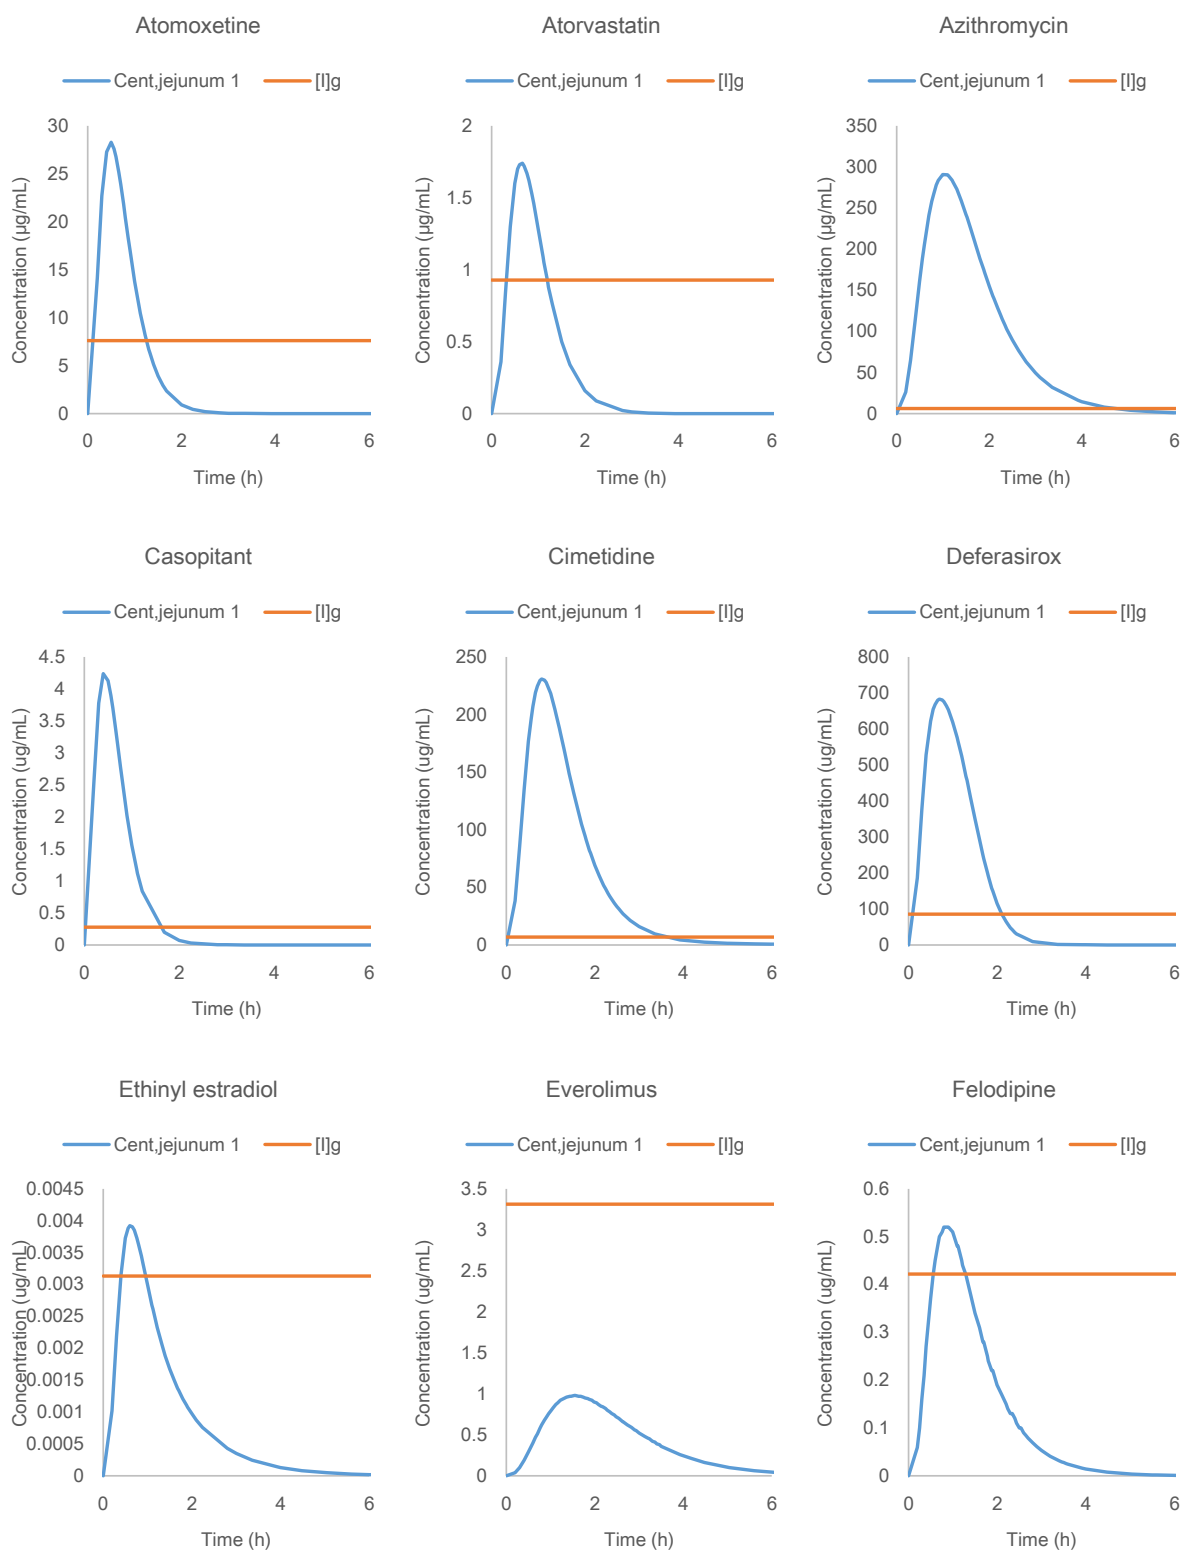 Atomoxetine
Cent,jejunum 1 [I]g
30
25
20
15
10
5
0
0 2 4 6
Concentration (µg/mL)
Time (h)
Atorvastatin
Cent,jejunum 1 [I]g
2
1.5
1
0.5
0
0 2 4 6
Concentration (µg/mL)
Time (h)
Azithromycin
Cent,jejunum 1 [I]g
350
300
250
200
150
100
50
0
0 2 4 6
Concentration (µg/mL)
Time (h)
Casopitant
Cent,jejunum 1 [I]g
4.5
4
3.5
3
2.5
2
1.5
1
0.5
0
0 2 4 6
Concentration (ug/mL)
Time (h)
Cimetidine
Cent,jejunum 1 [I]g
250
200
150
100
50
0
0 2 4 6
Concentration (ug/mL)
Time (h)
Deferasirox
Cent,jejunum 1 [I]g
800
700
600
500
400
300
200
100
0
0 2 4 6
Concentration (ug/mL)
Time (h)
Ethinyl estradiol
Cent,jejunum 1 [I]g
0.0045
0.004
0.0035
0.003
0.0025
0.002
0.0015
0.001
0.0005
0
0 2 4 6
Concentration (ug/mL)
Time (h)
Everolimus
Cent,jejunum 1 [I]g
3.5
3
2.5
2
1.5
1
0.5
0
0 2 4 6
Concentration (ug/mL)
Time (h)
Felodipine
Cent,jejunum 1 [I]g
0.6
0.5
0.4
0.3
0.2
0.1
0
0 2 4 6
Concentration (ug/mL)
Time (h)